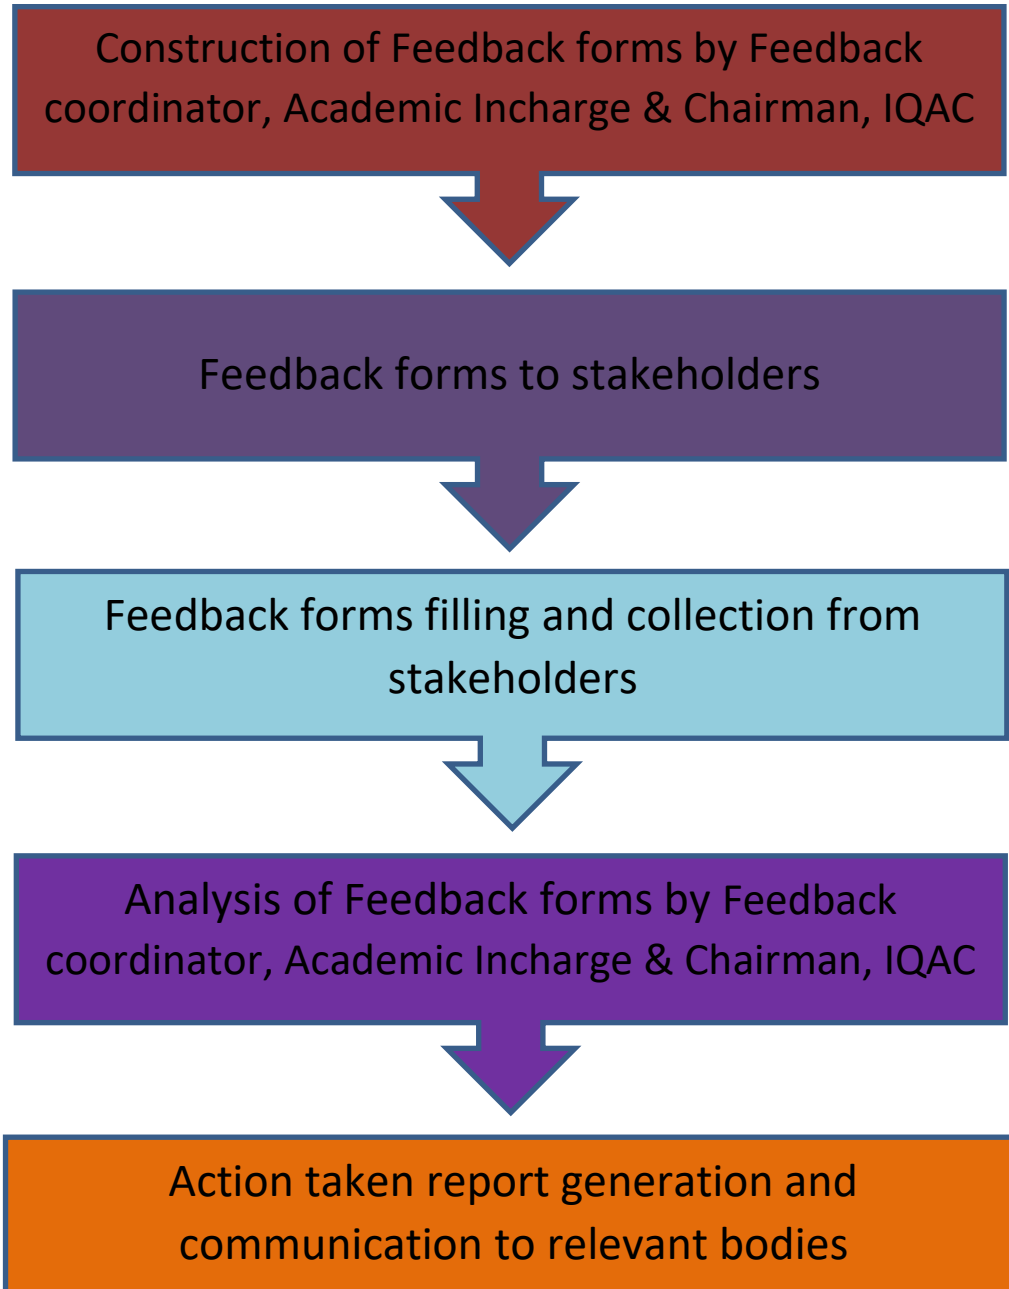 Construction of Feedback forms by Feedback
coordinator, Academic Incharge & Chairman, IQAC
Feedback forms to stakeholders
Feedback forms filling and collection from
stakeholders
Analysis of Feedback forms by Feedback
coordinator, Academic Incharge & Chairman, IQAC
Action taken report generation and
communication to relevant bodies